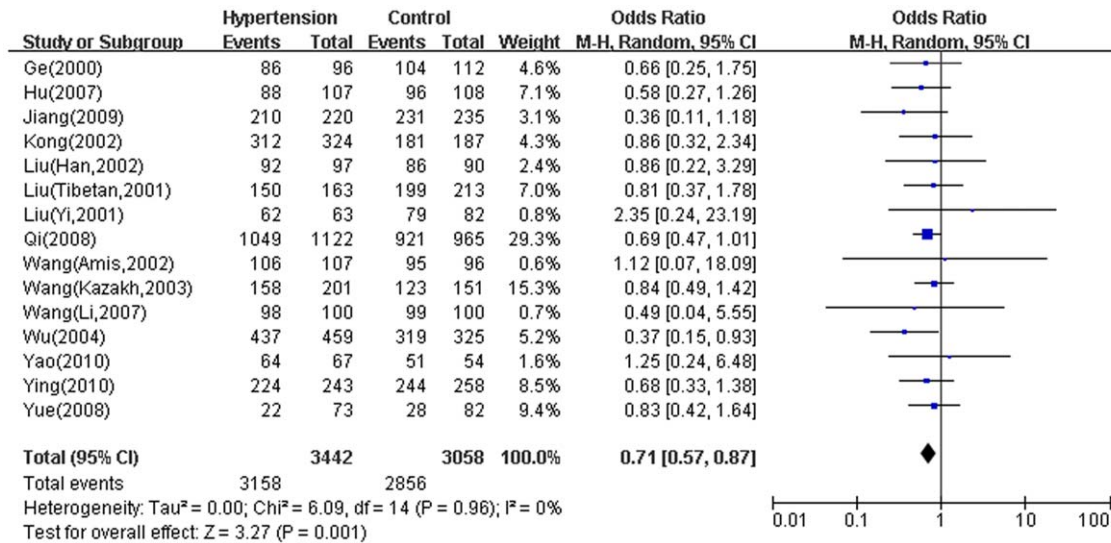 Hypertension Control Odds Ratio Odds Ratio
Study or Subgroup Events Total Events Total Weight M-H, Random, 95% CI M-H, Random, 95% CI
Ge(2000) 86 96 104 112 4.6% 0.66 [0.25, 1.75]
Hu(2007) 88 107 96 108 7.1% 0.58 [0.27, 1.26]
Jiang(2009) 210 220 231 235 3.1% 0.36 [0.11, 1.18]
Kong(2002) 312 324 181 187 4.3% 0.86 [0.32, 2.34]
Liu(Han,2002) 92 97 86 90 2.4% 0.86 [0.22, 3.29]
Liu(Tibetan,2001) 150 163 199 213 7.0% 0.81 [0.37, 1.78]
Liu(Yi,2001) 62 63 79 82 0.8% 2.35 [0.24, 23.19]
Qi(2008) 1049 1122 921 965 29.3% 0.69 [0.47, 1.01]
Wang(Amis,2002) 106 107 95 96 0.6% 1.12 [0.07, 18.09]
Wang(Kazakh,2003) 158 201 123 151 15.3% 0.84 [0.49, 1.42]
Wang(Li,2007) 98 100 99 100 0.7% 0.49 [0.04, 5.55]
Wu(2004) 437 459 319 325 5.2% 0.37 [0.15, 0.93]
Yao(2010) 64 67 51 54 1.6% 1.25 [0.24, 6.48]
Ying(2010) 224 243 244 258 8.5% 0.68 [0.33, 1.38]
Yue(2008) 22 73 28 82 9.4% 0.83 [0.42, 1.64]
Total (95% CI) 3442 3058 100.0% 0.71 [0.57, 0.87]
Total events 3158 2856
Heterogeneity: Tau² = 0.00; Chi² = 6.09, df = 14 (P = 0.96); I² = 0%
Test for overall effect: Z = 3.27 (P = 0.001)
0.01 0.1 1 10 100